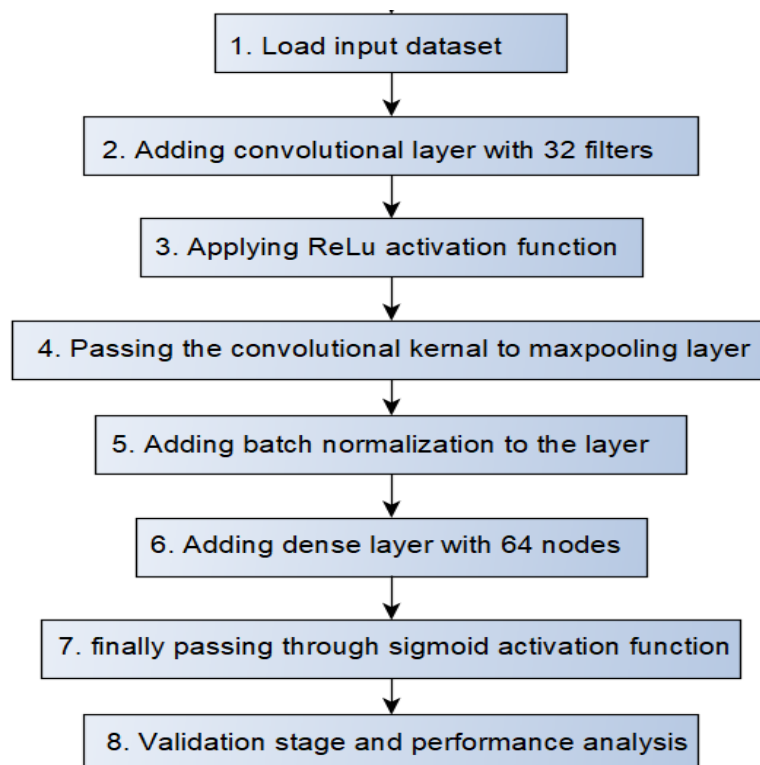 1. Load input dataset
2. Adding convolutional layer with 32 filters
3. Applying ReLu activation function
4. Passing the convolutional kernal to maxpooling layer
5. Adding batch normalization to the layer
6. Adding dense layer with 64 nodes
7. finally passing through sigmoid activation function
8. Validation stage and performance analysis